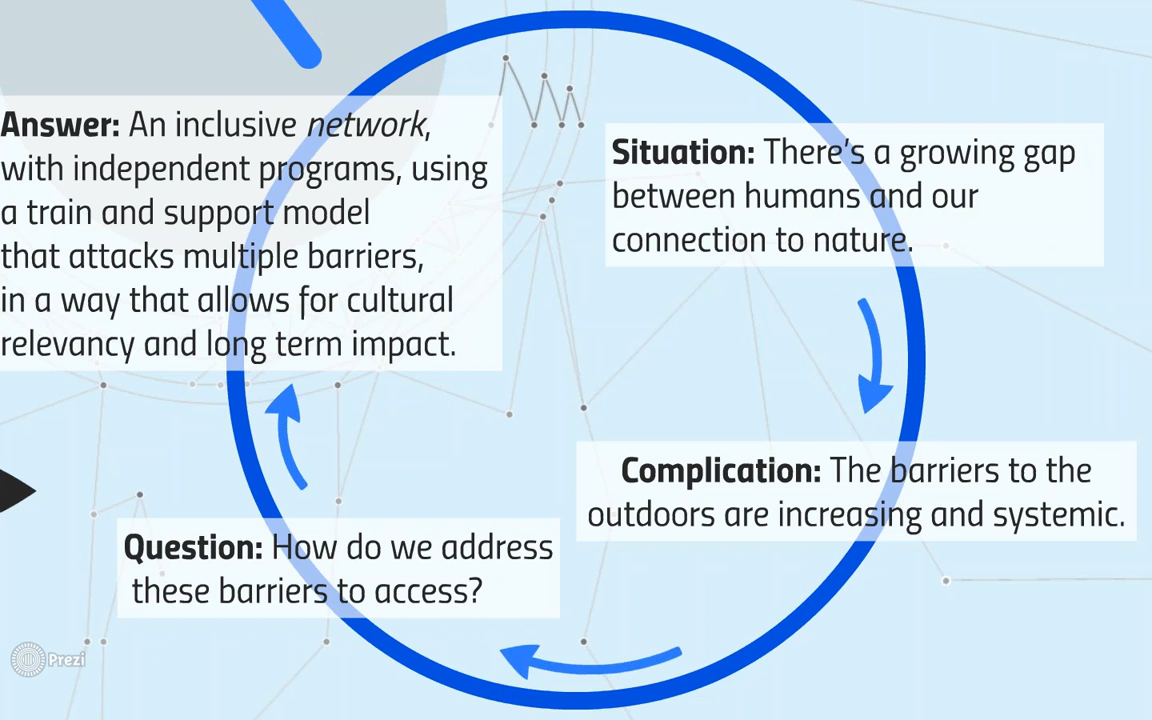 Answer: An inclusive network,
with independent programs, using
a train and support model
that attacks multiple barriers,
in a way that allows for cultural
relevancy and long term impact.
Situation: There's a growing gap
between humans and our
connection to nature.
Complication: The barriers to the
outdoors are increasing and systemic.
Question: How do we address
these barriers to access?
Prezi